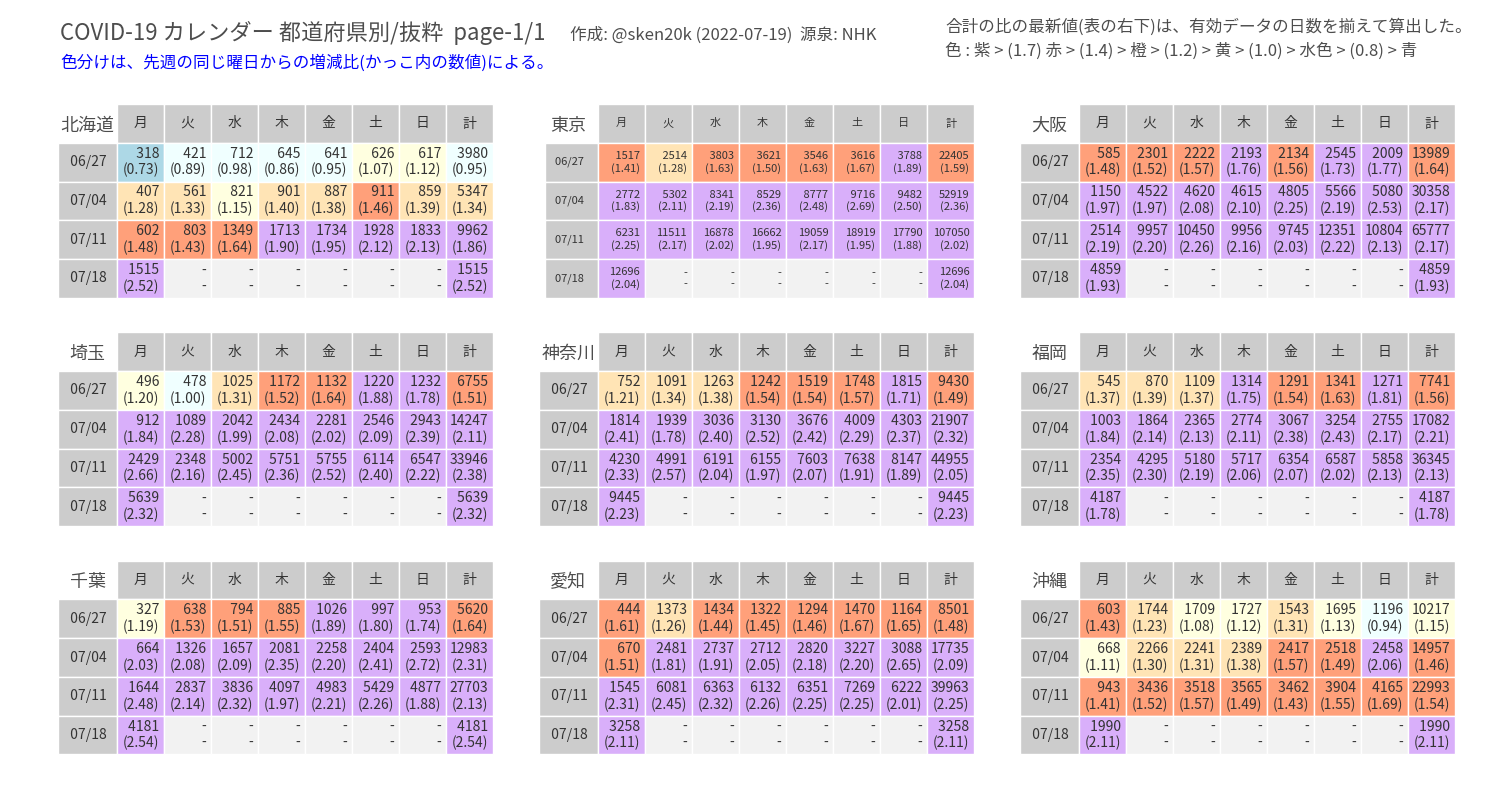 COVID-19 カレンダー 都道府県別/抜粋 page-1/1 作成: @sken20k (2022-07-19) 源泉: NHK
合計の比の最新値(表の右下)は、有効データの日数を揃えて算出した。
色分けは、先週の同じ曜日からの増減比(かっこ内の数値)による。
色 : 紫 > (1.7) 赤 > (1.4) > 橙 > (1.2) > 黄 > (1.0) > 水色 > (0.8) > 青
北海道 月 火 水 木 金 土 日 計
06/27 318 421 712 645 641 626 617 3980
(0.73) (0.89) (0.98) (0.86) (0.95) (1.07) (1.12) (0.95)
07/04 407 561 821 901 887 911 859 5347
(1.28) (1.33) (1.15) (1.40) (1.38) (1.46) (1.39) (1.34)
07/11 602 803 1349 1713 1734 1928 1833 9962
(1.48) (1.43) (1.64) (1.90) (1.95) (2.12) (2.13) (1.86)
07/18 1515 - - - - - - 1515
(2.52) - - - - - - (2.52)
東京 月 火 水 木 金 土 日 計
06/27 1517 2514 3803 3621 3546 3616 3788 22405
(1.41) (1.28) (1.63) (1.50) (1.63) (1.67) (1.89) (1.59)
07/04 2772 5302 8341 8529 8777 9716 9482 52919
(1.83) (2.11) (2.19) (2.36) (2.48) (2.69) (2.50) (2.36)
07/11 6231 11511 16878 16662 19059 18919 17790 107050
(2.25) (2.17) (2.02) (1.95) (2.17) (1.95) (1.88) (2.02)
07/18 12696 - - - - - - 12696
(2.04) - - - - - - (2.04)
大阪 月 火 水 木 金 土 日 計
06/27 585 2301 2222 2193 2134 2545 2009 13989
(1.48) (1.52) (1.57) (1.76) (1.56) (1.73) (1.77) (1.64)
07/04 1150 4522 4620 4615 4805 5566 5080 30358
(1.97) (1.97) (2.08) (2.10) (2.25) (2.19) (2.53) (2.17)
07/11 2514 9957 10450 9956 9745 12351 10804 65777
(2.19) (2.20) (2.26) (2.16) (2.03) (2.22) (2.13) (2.17)
07/18 4859 - - - - - - 4859
(1.93) - - - - - - (1.93)
埼玉 月 火 水 木 金 土 日 計
06/27 496 478 1025 1172 1132 1220 1232 6755
(1.20) (1.00) (1.31) (1.52) (1.64) (1.88) (1.78) (1.51)
07/04 912 1089 2042 2434 2281 2546 2943 14247
(1.84) (2.28) (1.99) (2.08) (2.02) (2.09) (2.39) (2.11)
07/11 2429 2348 5002 5751 5755 6114 6547 33946
(2.66) (2.16) (2.45) (2.36) (2.52) (2.40) (2.22) (2.38)
07/18 5639 - - - - - - 5639
(2.32) - - - - - - (2.32)
神奈川 月 火 水 木 金 土 日 計
06/27 752 1091 1263 1242 1519 1748 1815 9430
(1.21) (1.34) (1.38) (1.54) (1.54) (1.57) (1.71) (1.49)
07/04 1814 1939 3036 3130 3676 4009 4303 21907
(2.41) (1.78) (2.40) (2.52) (2.42) (2.29) (2.37) (2.32)
07/11 4230 4991 6191 6155 7603 7638 8147 44955
(2.33) (2.57) (2.04) (1.97) (2.07) (1.91) (1.89) (2.05)
07/18 9445 - - - - - - 9445
(2.23) - - - - - - (2.23)
福岡 月 火 水 木 金 土 日 計
06/27 545 870 1109 1314 1291 1341 1271 7741
(1.37) (1.39) (1.37) (1.75) (1.54) (1.63) (1.81) (1.56)
07/04 1003 1864 2365 2774 3067 3254 2755 17082
(1.84) (2.14) (2.13) (2.11) (2.38) (2.43) (2.17) (2.21)
07/11 2354 4295 5180 5717 6354 6587 5858 36345
(2.35) (2.30) (2.19) (2.06) (2.07) (2.02) (2.13) (2.13)
07/18 4187 - - - - - - 4187
(1.78) - - - - - - (1.78)
千葉 月 火 水 木 金 土 日 計
06/27 327 638 794 885 1026 997 953 5620
(1.19) (1.53) (1.51) (1.55) (1.89) (1.80) (1.74) (1.64)
07/04 664 1326 1657 2081 2258 2404 2593 12983
(2.03) (2.08) (2.09) (2.35) (2.20) (2.41) (2.72) (2.31)
07/11 1644 2837 3836 4097 4983 5429 4877 27703
(2.48) (2.14) (2.32) (1.97) (2.21) (2.26) (1.88) (2.13)
07/18 4181 - - - - - - 4181
(2.54) - - - - - - (2.54)
愛知 月 火 水 木 金 土 日 計
06/27 444 1373 1434 1322 1294 1470 1164 8501
(1.61) (1.26) (1.44) (1.45) (1.46) (1.67) (1.65) (1.48)
07/04 670 2481 2737 2712 2820 3227 3088 17735
(1.51) (1.81) (1.91) (2.05) (2.18) (2.20) (2.65) (2.09)
07/11 1545 6081 6363 6132 6351 7269 6222 39963
(2.31) (2.45) (2.32) (2.26) (2.25) (2.25) (2.01) (2.25)
07/18 3258 - - - - - - 3258
(2.11) - - - - - - (2.11)
沖縄 月 火 水 木 金 土 日 計
06/27 603 1744 1709 1727 1543 1695 1196 10217
(1.43) (1.23) (1.08) (1.12) (1.31) (1.13) (0.94) (1.15)
07/04 668 2266 2241 2389 2417 2518 2458 14957
(1.11) (1.30) (1.31) (1.38) (1.57) (1.49) (2.06) (1.46)
07/11 943 3436 3518 3565 3462 3904 4165 22993
(1.41) (1.52) (1.57) (1.49) (1.43) (1.55) (1.69) (1.54)
07/18 1990 - - - - - - 1990
(2.11) - - - - - - (2.11)